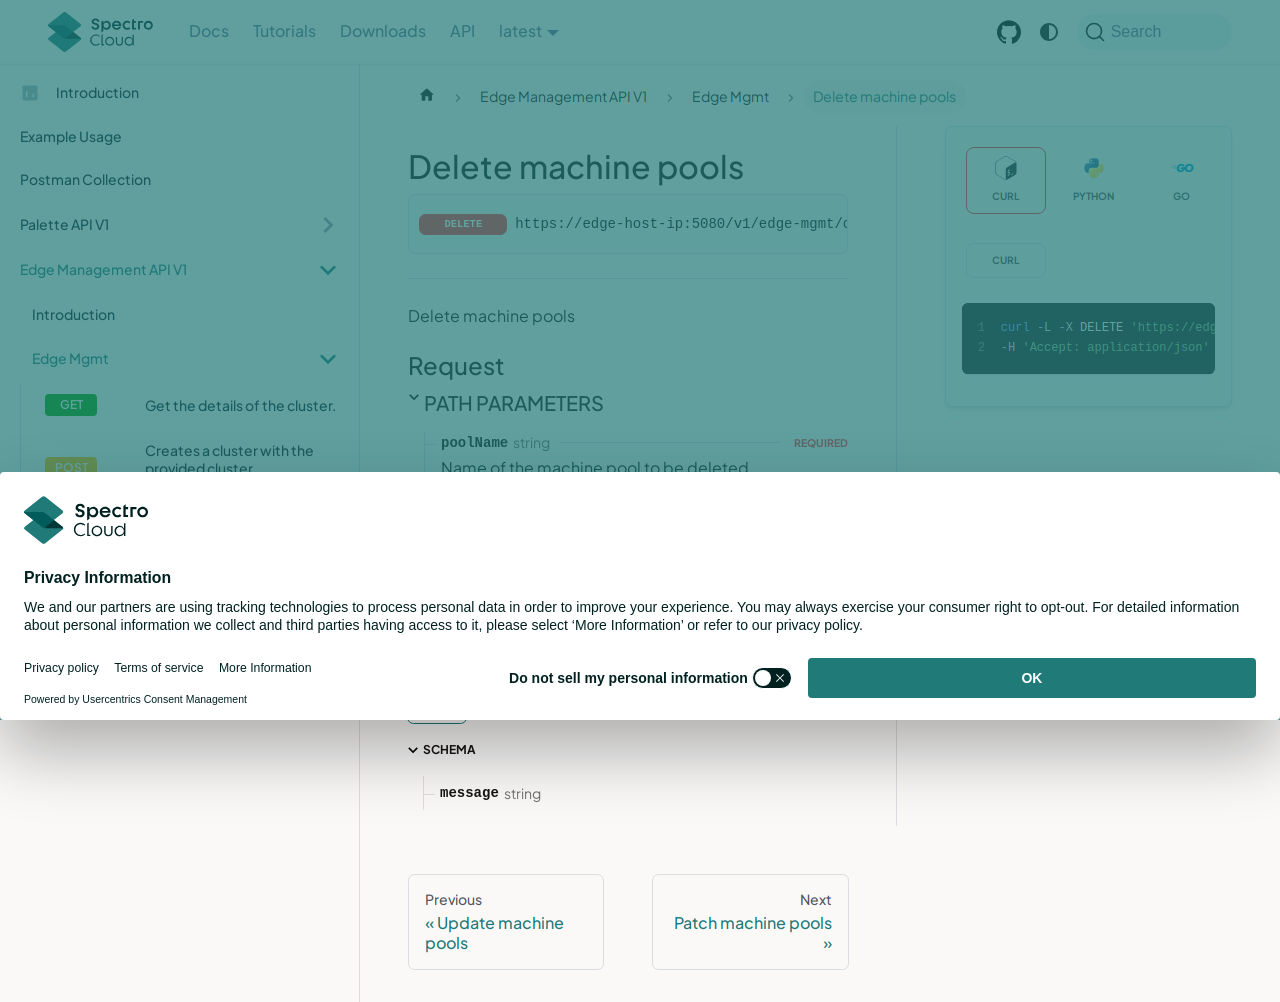 Spectro
Cloud
Docs
Tutorials
Downloads
API
latest
Search
Introduction
Example Usage
Postman Collection
Palette API V1
Edge Management API V1
Introduction
Edge Mgmt
GET
Get the details of the cluster.
POST
Creates a cluster with the
provided cluster
Edge Management API V1
Edge Mgmt
Delete machine pools
Delete machine pools
DELETE
https://edge-host-ip:5080/v1/edge-mgmt/c
Delete machine pools
Request
PATH PARAMETERS
poolName string
REQUIRED
Name of the machine pool to be deleted
CURL
PYTHON
GO
CURL
1 curl -L -X DELETE 'https://edg
2 -H 'Accept: application/json'
Spectro
Cloud
Privacy Information
We and our partners are using tracking technologies to process personal data in order to improve your experience. You may always exercise your consumer right to opt-out. For detailed information
about personal information we collect and third parties having access to it, please select ‘More Information’ or refer to our privacy policy.
Privacy policy
Terms of service
More Information
Powered by Usercentrics Consent Management
Do not sell my personal information
OK
SCHEMA
message string
Previous
« Update machine
pools
Next
Patch machine pools
»